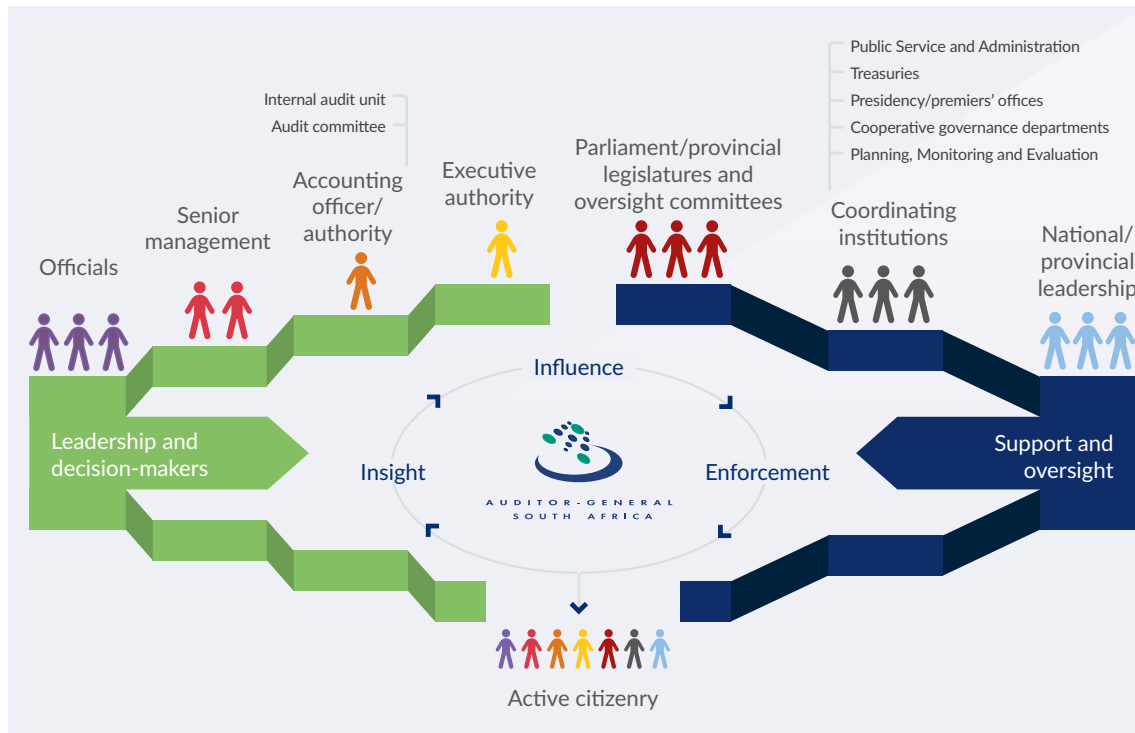 Public Service and Administration
Treasuries
Presidency/premiers' offices
Cooperative governance departments
Planning, Monitoring and Evaluation
Internal audit unit
Audit committee
Officials
Senior
management
Accounting
officer/
authority
Executive
authority
Parliament/provincial
legislatures and
oversight committees
Coordinating
institutions
National/
provincial
leadership
Leadership and
decision-makers
Influence
Insight
Enforcement
AUDITOR-GENERAL
SOUTH AFRICA
Support and
oversight
Active citizenry